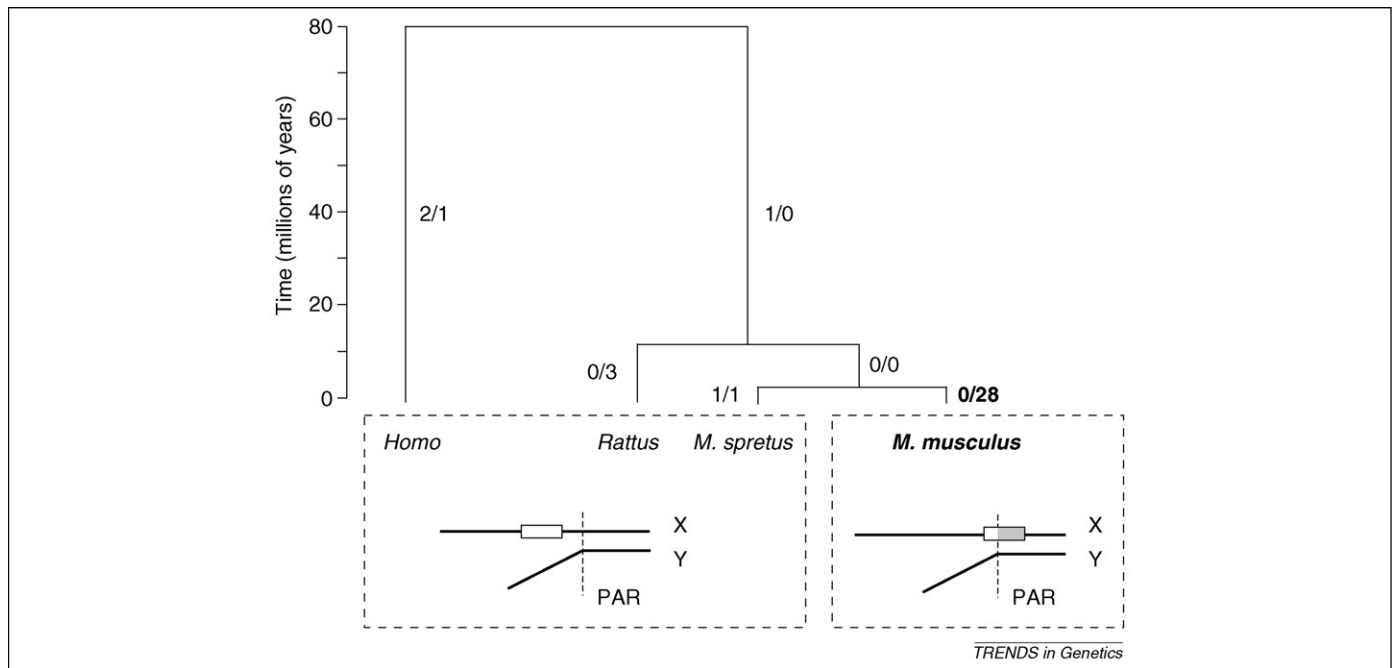 Time (millions of years)
80
60
40
20
0
2/1
1/0
0/3
0/0
1/1
0/28
Homo
Rattus
M. spretus
M. musculus
X
Y
PAR
X
Y
PAR
TRENDS in Genetics